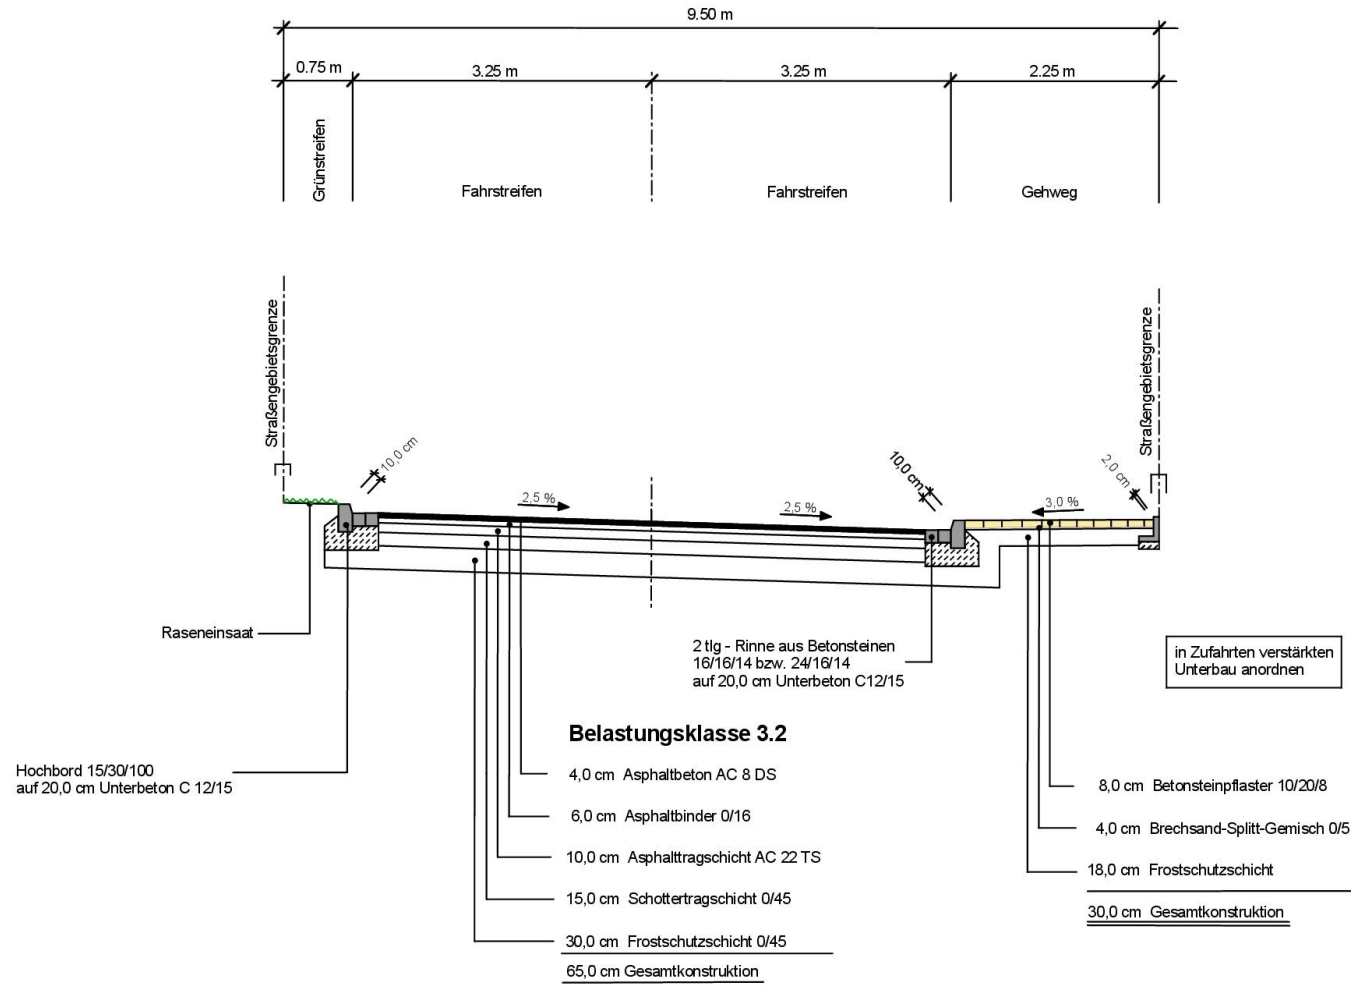 9.50 m
0.75 m
3.25 m
3.25 m
2.25 m
Grünstreifen
Fahrstreifen
Fahrstreifen
Gehweg
Straßengebietsgrenze
Straßengebietsgrenze
10,0 cm
10,0 cm
2,0 cm
2,5 %
2,5 %
3,0 %
Raseneinsaat
2 tlg - Rinne aus Betonsteinen
16/16/14 bzw. 24/16/14
auf 20,0 cm Unterbeton C12/15
in Zufahrten verstärkten
Unterbau anordnen
Hochbord 15/30/100
auf 20,0 cm Unterbeton C 12/15
Belastungsklasse 3.2
4,0 cm Asphaltbeton AC 8 DS
6,0 cm Asphaltbinder 0/16
10,0 cm Asphalttragschicht AC 22 TS
15,0 cm Schottertragschicht 0/45
30,0 cm Frostschutzschicht 0/45
65,0 cm Gesamtkonstruktion
8,0 cm Betonsteinpflaster 10/20/8
4,0 cm Brechsand-Splitt-Gemisch 0/5
18,0 cm Frostschutzschicht
30,0 cm Gesamtkonstruktion